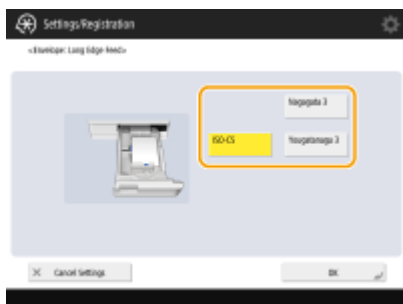 Settings/Registration
<Envelope: Long Edge Feed>
Nagagata 3
ISO-C5
Yougatanaga 3
Cancel Settings
OK